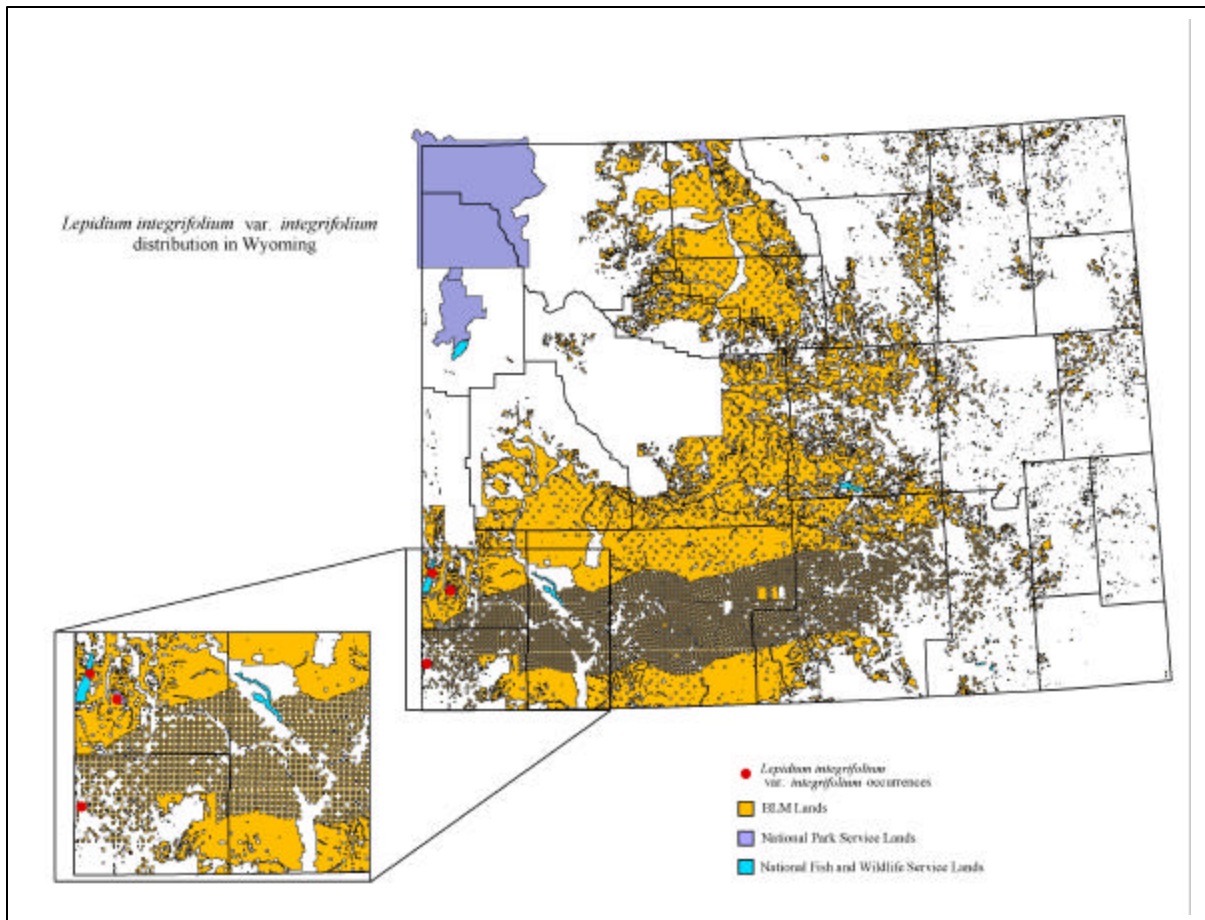 Lepidium integrifolium var. integrifolium
distribution in Wyoming
Lepidium integrifolium
var. integrifolium occurrences
BLM Lands
National Park Service Lands
National Fish and Wildlife Service Lands